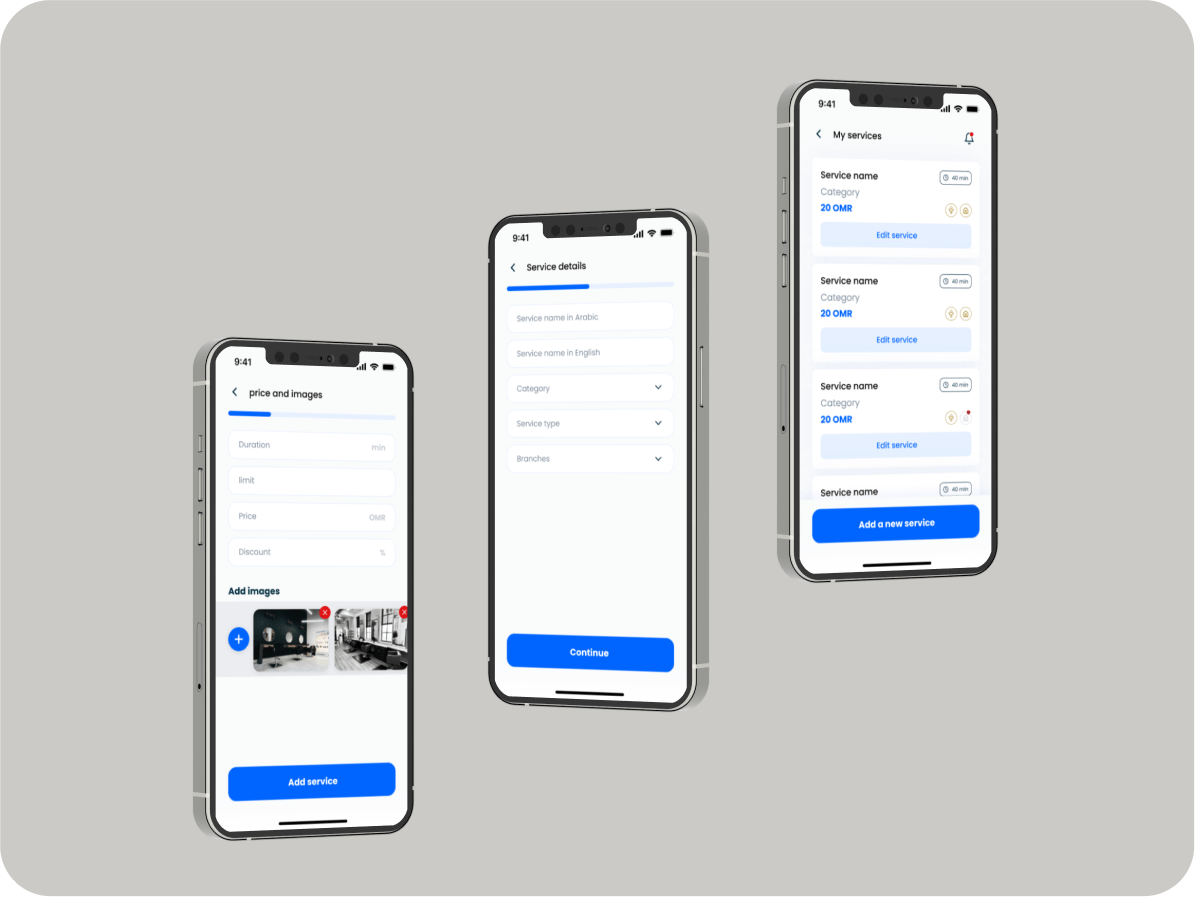 9:41
price and images
Duration min
limit
Price OMR
Discount %
Add images
Add service
9:41
Service details
Service name in Arabic
Service name in English
Category
Service type
Branches
Continue
9:41
My services
Service name 40 min
Category
20 OMR
Edit service
Service name 40 min
Category
20 OMR
Edit service
Service name 40 min
Category
20 OMR
Edit service
Service name 40 min
Add a new service